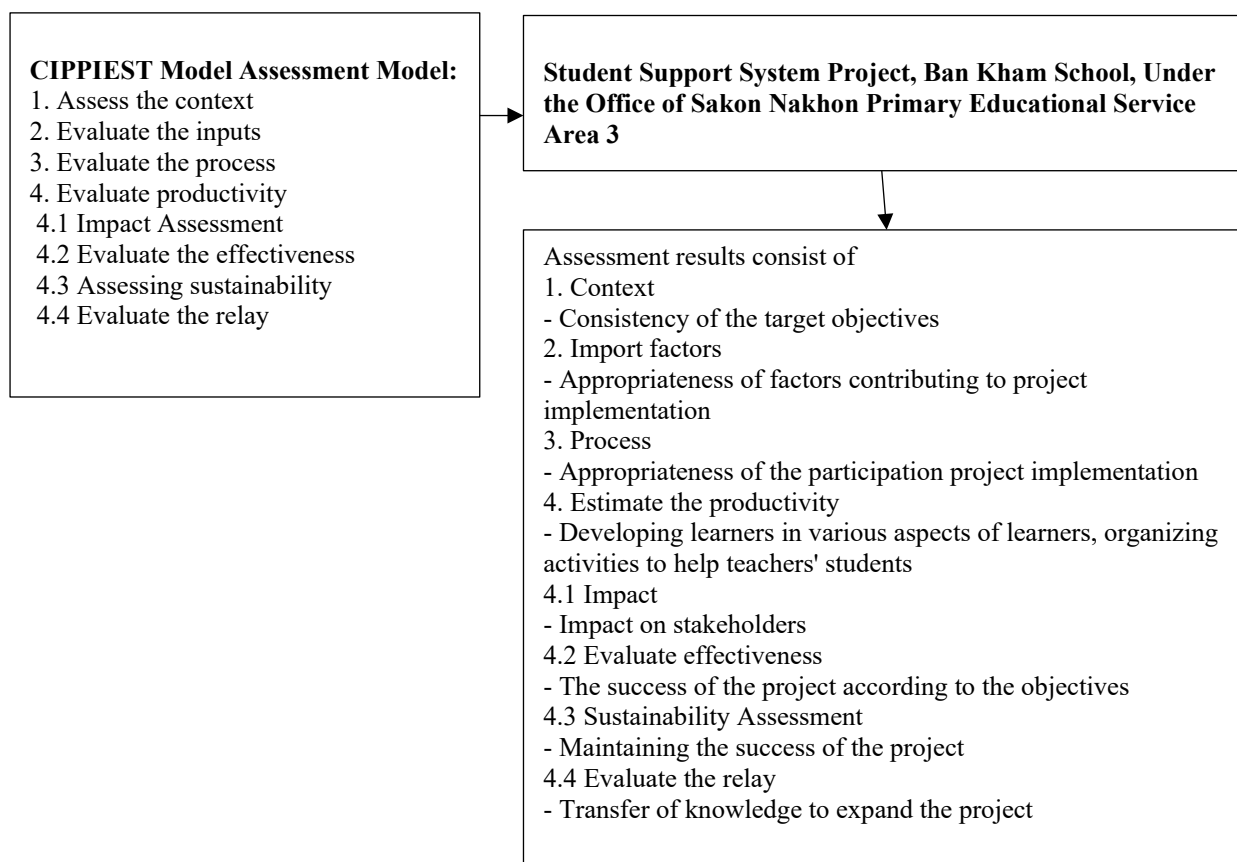 CIPPIEST Model Assessment Model:
1. Assess the context
2. Evaluate the inputs
3. Evaluate the process
4. Evaluate productivity
4.1 Impact Assessment
4.2 Evaluate the effectiveness
4.3 Assessing sustainability
4.4 Evaluate the relay
Student Support System Project, Ban Kham School, Under
the Office of Sakon Nakhon Primary Educational Service
Area 3
Assessment results consist of
1. Context
- Consistency of the target objectives
2. Import factors
- Appropriateness of factors contributing to project
implementation
3. Process
- Appropriateness of the participation project implementation
4. Estimate the productivity
- Developing learners in various aspects of learners, organizing
activities to help teachers' students
4.1 Impact
- Impact on stakeholders
4.2 Evaluate effectiveness
- The success of the project according to the objectives
4.3 Sustainability Assessment
- Maintaining the success of the project
4.4 Evaluate the relay
- Transfer of knowledge to expand the project